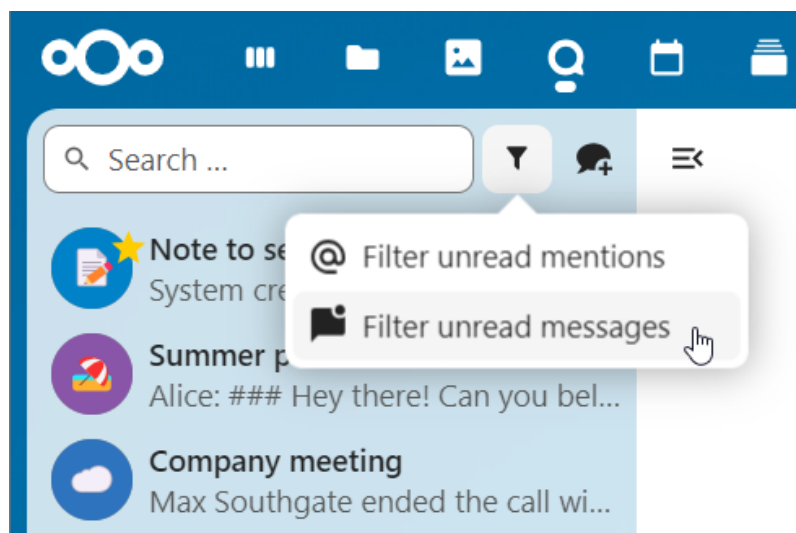 Search ...
Filter unread mentions
Filter unread messages
Note to se
System cre
Summer p
Alice: ### Hey there! Can you bel...
Company meeting
Max Southgate ended the call wi...